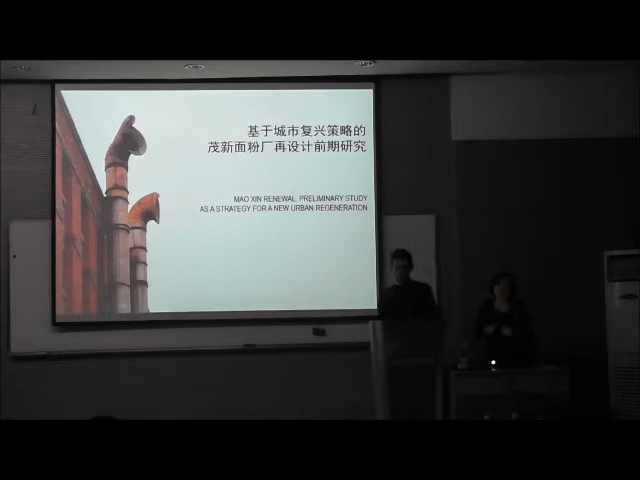 基于城市复兴策略的
茂新面粉厂再设计前期研究
MAO XIN RENEWAL: PRELIMINARY STUDY
AS A STRATEGY FOR A NEW URBAN REGENERATION